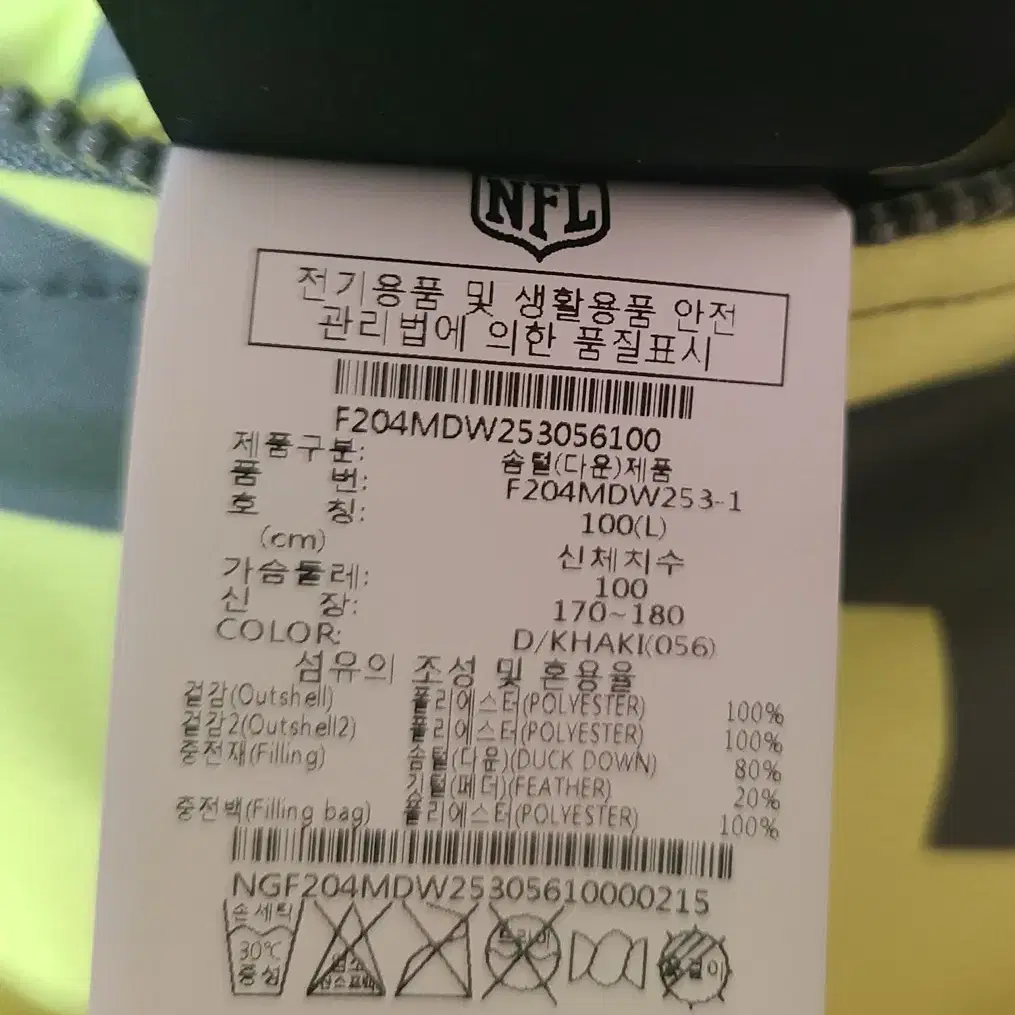 NFL
전기용품 및 생활용품 안전
관리법에 의한 품질표시
F204MDW253056100
제품구분: 솜털(다운)제품
품 번: F204MDW253-1
호 칭: 100(L)
(cm) 신체치수
가슴둘레: 100
신 장: 170~180
COLOR: D/KHAKI(056)
섬유의 조성 및 혼용율
겉감(Outshell) 폴리에스터(POLYESTER) 100%
겉감2(Outshell2) 폴리에스터(POLYESTER) 100%
충전재(Filling) 솜털(다운)(DUCK DOWN) 80%
깃털(페더)(FEATHER) 20%
충전백(Filling bag) 폴리에스터(POLYESTER) 100%
NGF204MDW25305610000215
손세탁
30℃
중성
염소
드라이